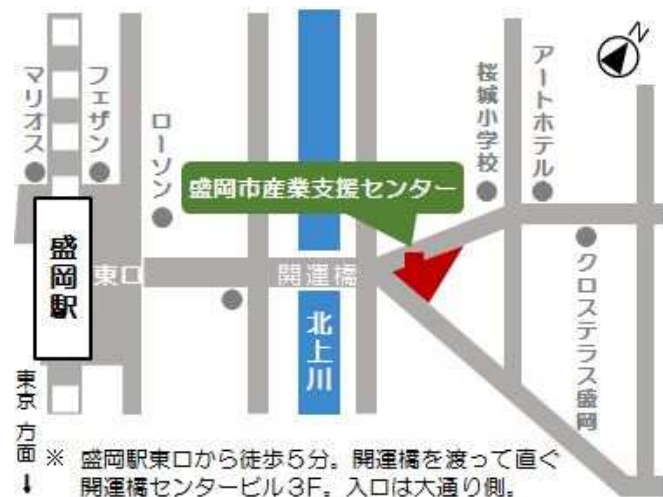 N
マリオス
フェザン
ローソン
桜城小学校
アートホテル
盛岡市産業支援センター
盛岡駅
東口
開運橋
北上川
クロステラス盛岡
東京方面↓
※ 盛岡駅東口から徒歩5分。開運橋を渡って直ぐ
開運橋センタービル3F。入口は大通り側。